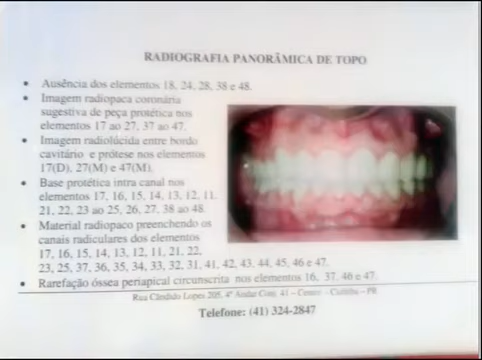 RADIOGRAFIA PANORÂMICA DE TOPO
• Ausência dos elementos 18, 24, 28, 38 e 48.
• Imagem radiopaca coronária
sugestiva de peça protética nos
elementos 17 ao 27, 37 ao 47.
• Imagem radiolúcida entre bordo
cavitário e prótese nos elementos
17(D), 27(M) e 47(M).
• Base protética intra canal nos
elementos 17, 16, 15, 14, 13, 12, 11,
21, 22, 23 ao 25, 26, 27, 38 ao 48.
• Material radiopaco preenchendo os
canais radiculares dos elementos
17, 16, 15, 14, 13, 12, 11, 21, 22,
23, 25, 37, 36, 35, 34, 33, 32, 31, 41, 42, 43, 44, 45, 46 e 47.
• Rarefação óssea periapical circunscrita nos elementos 16, 37, 46 e 47.
Rua Cândido Lopes 205, 4º Andar Conj. 41 – Centro – Curitiba – PR
Telefone: (41) 324-2847